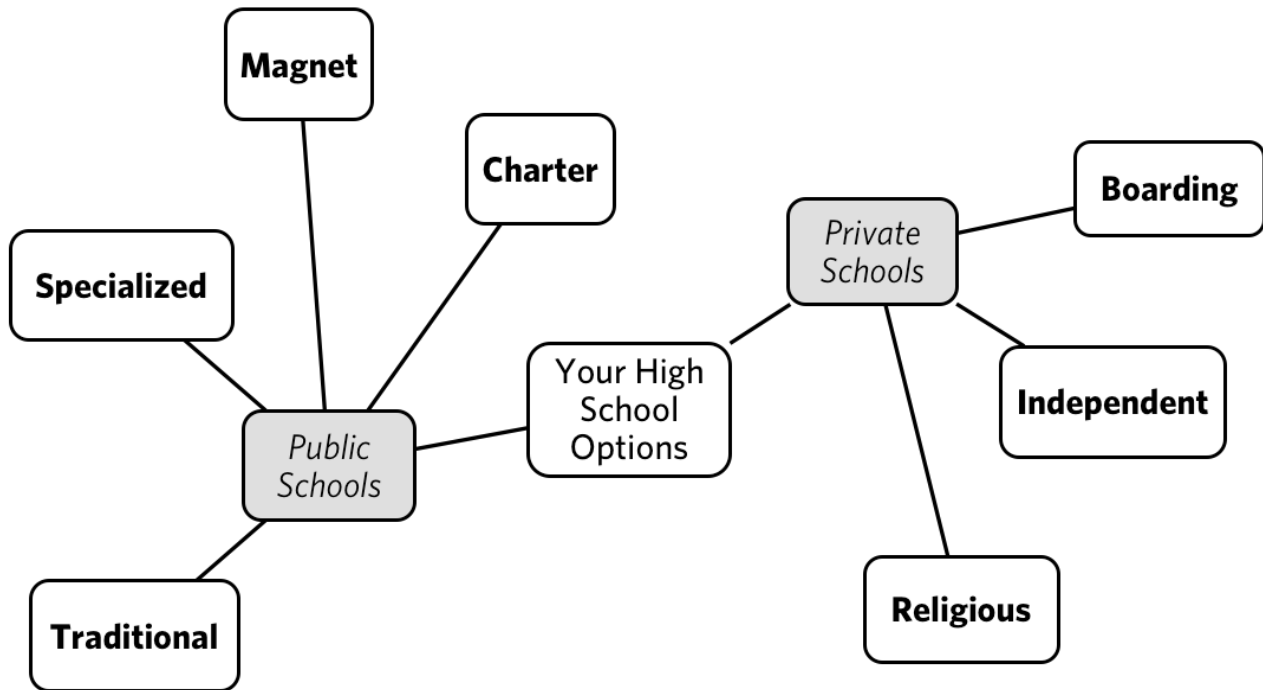 Magnet
Charter
Specialized
Public
Schools
Traditional
Your High
School
Options
Private
Schools
Boarding
Independent
Religious